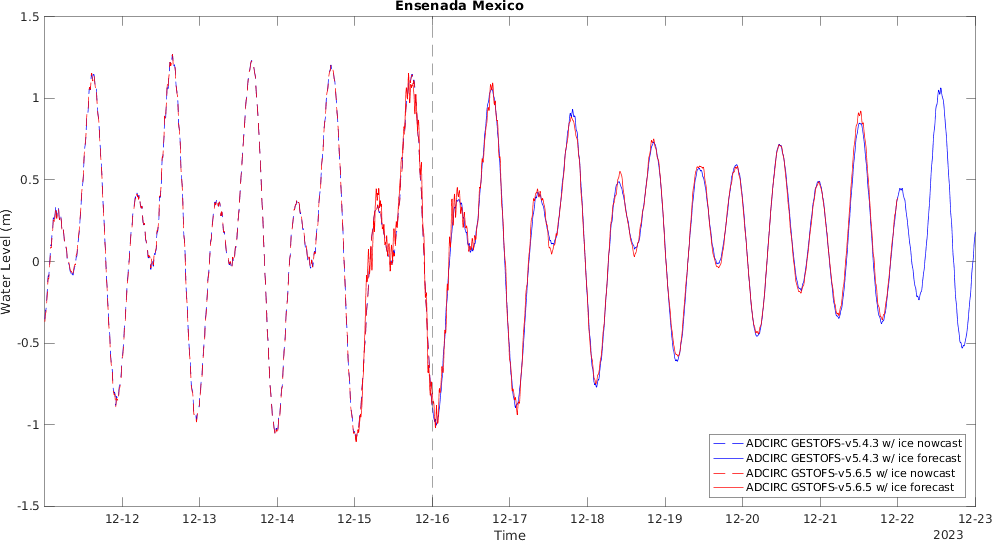 Ensenada Mexico
Water Level (m)
1.5
1
0.5
0
-0.5
-1
-1.5
ADCIRC GESTOFS-v5.4.3 w/ ice nowcast
ADCIRC GESTOFS-v5.4.3 w/ ice forecast
ADCIRC GSTOFS-v5.6.5 w/ ice nowcast
ADCIRC GSTOFS-v5.6.5 w/ ice forecast
12-12 12-13 12-14 12-15 12-16 12-17 12-18 12-19 12-20 12-21 12-22 12-23
Time
2023